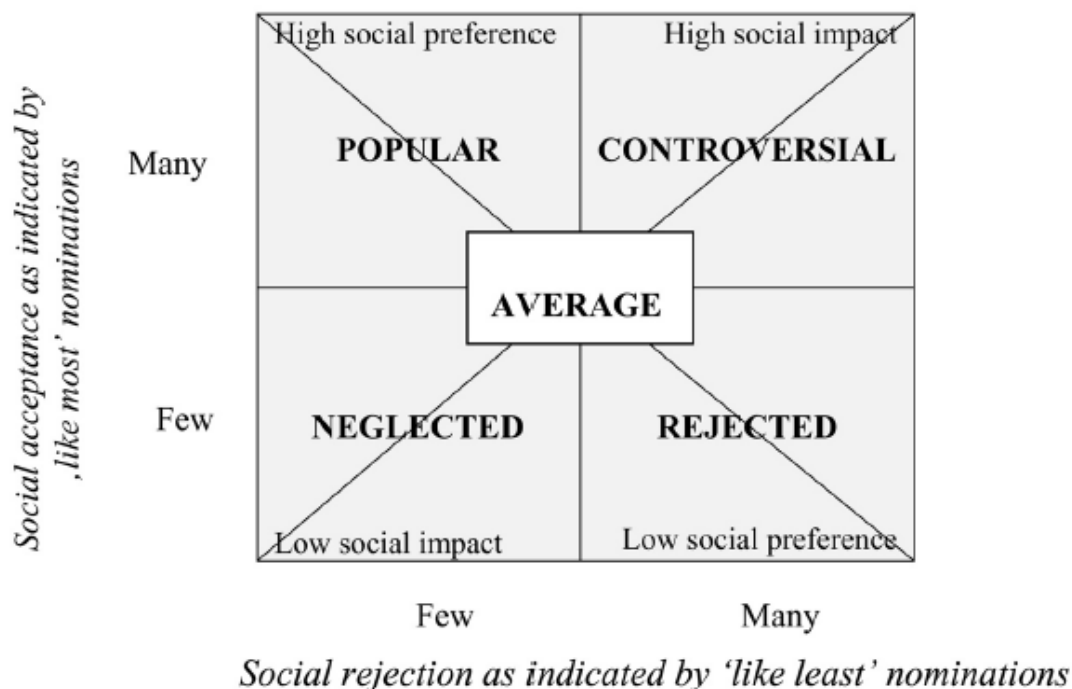 High social preference
High social impact
Social acceptance as indicated by
‚like most’ nominations
Many
POPULAR
CONTROVERSIAL
AVERAGE
Few
NEGLECTED
REJECTED
Low social impact
Low social preference
Few
Many
Social rejection as indicated by ‘like least’ nominations